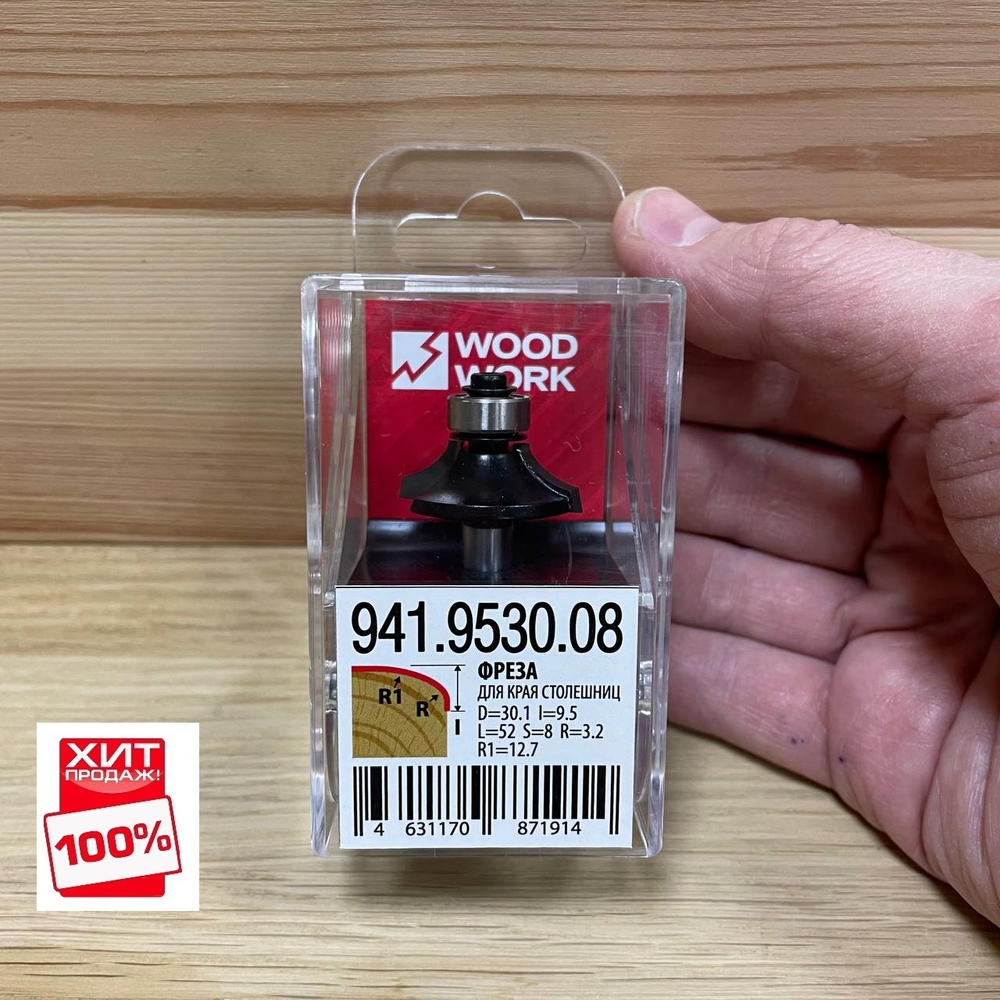 WOOD
WORK
941.9530.08
ФРЕЗА
ДЛЯ КРАЯ СТОЛЕШНИЦ
D=30.1 I=9.5
L=52 S=8 R=3.2
R1=12.7
R1
R
I
4 631170 871914
ХИТ
ПРОДАЖ!
100%